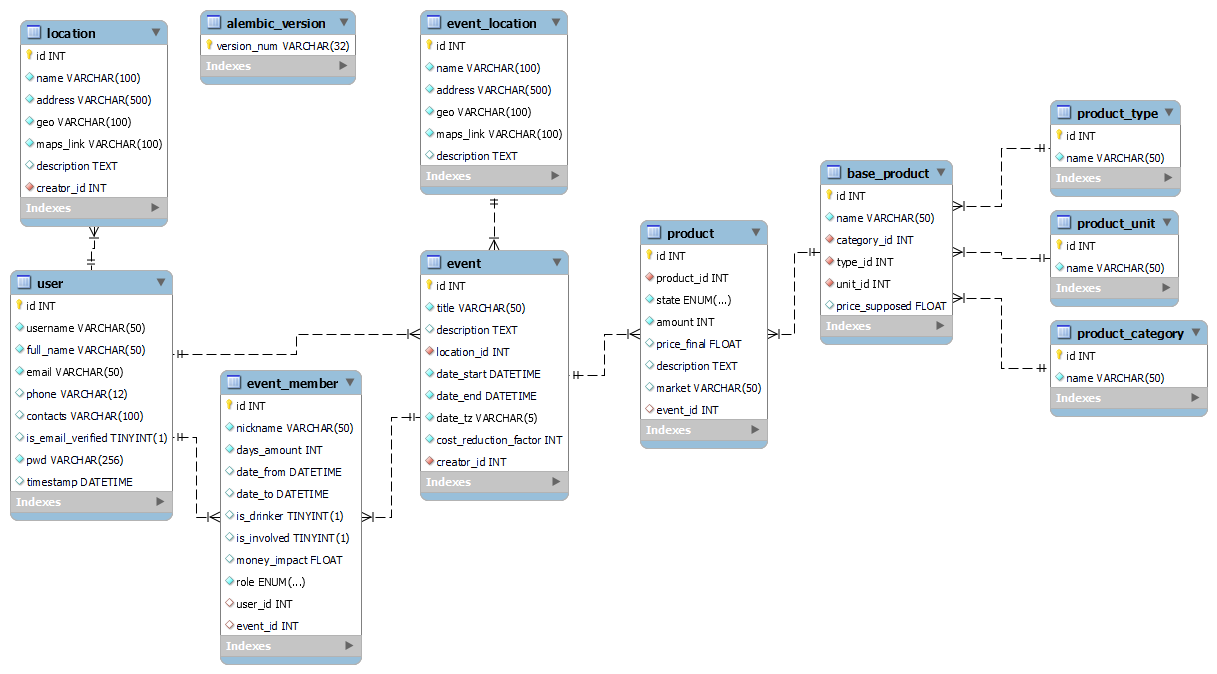 location
id INT
name VARCHAR(100)
address VARCHAR(500)
geo VARCHAR(100)
maps_link VARCHAR(100)
description TEXT
creator_id INT
Indexes
alembic_version
version_num VARCHAR(32)
Indexes
event_location
id INT
name VARCHAR(100)
address VARCHAR(500)
geo VARCHAR(100)
maps_link VARCHAR(100)
description TEXT
Indexes
user
id INT
username VARCHAR(50)
full_name VARCHAR(50)
email VARCHAR(50)
phone VARCHAR(12)
contacts VARCHAR(100)
is_email_verified TINYINT(1)
pwd VARCHAR(256)
timestamp DATETIME
Indexes
event_member
id INT
nickname VARCHAR(50)
days_amount INT
date_from DATETIME
date_to DATETIME
is_drinker TINYINT(1)
is_involved TINYINT(1)
money_impact FLOAT
role ENUM(...)
user_id INT
event_id INT
Indexes
event
id INT
title VARCHAR(50)
description TEXT
location_id INT
date_start DATETIME
date_end DATETIME
date_tz VARCHAR(5)
cost_reduction_factor INT
creator_id INT
Indexes
product
id INT
product_id INT
state ENUM(...)
amount INT
price_final FLOAT
description TEXT
market VARCHAR(50)
event_id INT
Indexes
base_product
id INT
name VARCHAR(50)
category_id INT
type_id INT
unit_id INT
price_supposed FLOAT
Indexes
product_type
id INT
name VARCHAR(50)
Indexes
product_unit
id INT
name VARCHAR(50)
Indexes
product_category
id INT
name VARCHAR(50)
Indexes